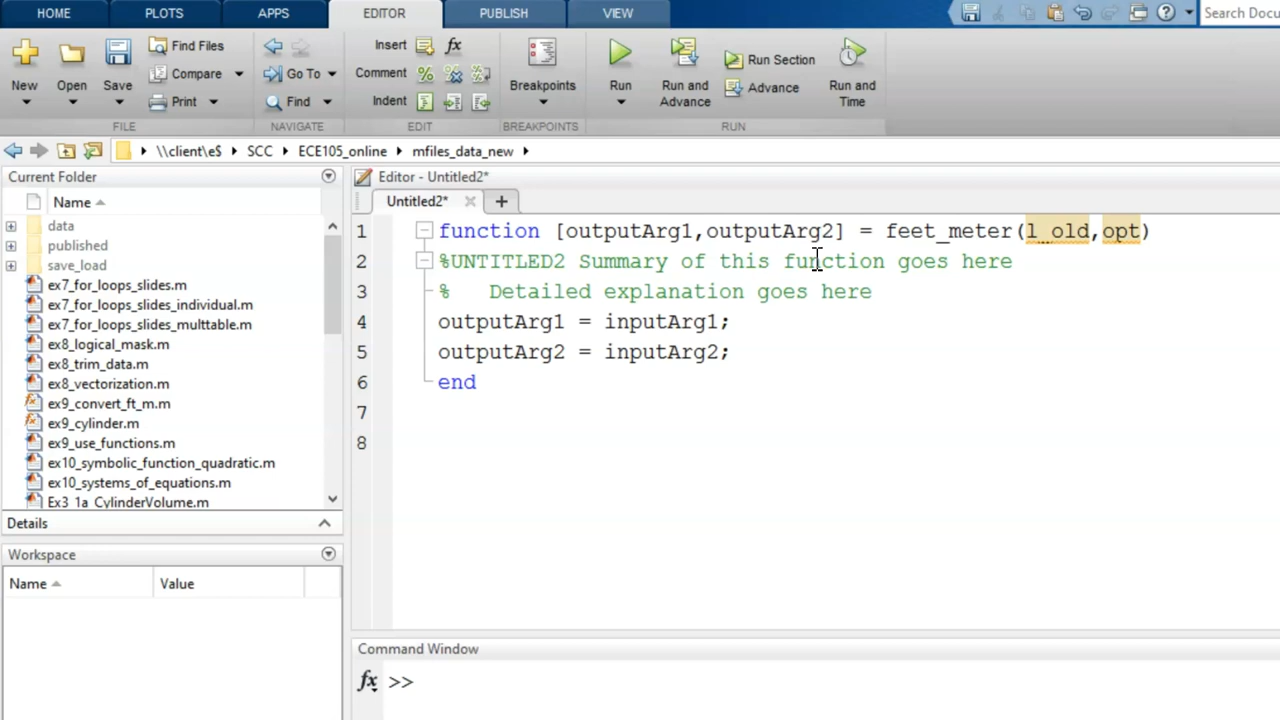 HOME PLOTS APPS EDITOR PUBLISH VIEW Search Docu
Find Files Insert fx
New Open Save Compare Go To Comment Breakpoints Run Run and Advance Run Section Advance Run and Time
Print Find Indent
FILE NAVIGATE EDIT BREAKPOINTS RUN
\\client\e$ SCC ECE105_online mfiles_data_new
Current Folder Editor - Untitled2*
Name Untitled2* +
data
published
save_load
ex7_for_loops_slides.m
ex7_for_loops_slides_individual.m
ex7_for_loops_slides_multtable.m
ex8_logical_mask.m
ex8_trim_data.m
ex8_vectorization.m
ex9_convert_ft_m.m
ex9_cylinder.m
ex9_use_functions.m
ex10_symbolic_function_quadratic.m
ex10_systems_of_equations.m
Ex3_1a_CylinderVolume.m
Details
Workspace
Name Value
1 function [outputArg1,outputArg2] = feet_meter(l_old,opt)
2 %UNTITLED2 Summary of this function goes here
3 %   Detailed explanation goes here
4 outputArg1 = inputArg1;
5 outputArg2 = inputArg2;
6 end
7
8
Command Window
fx >>